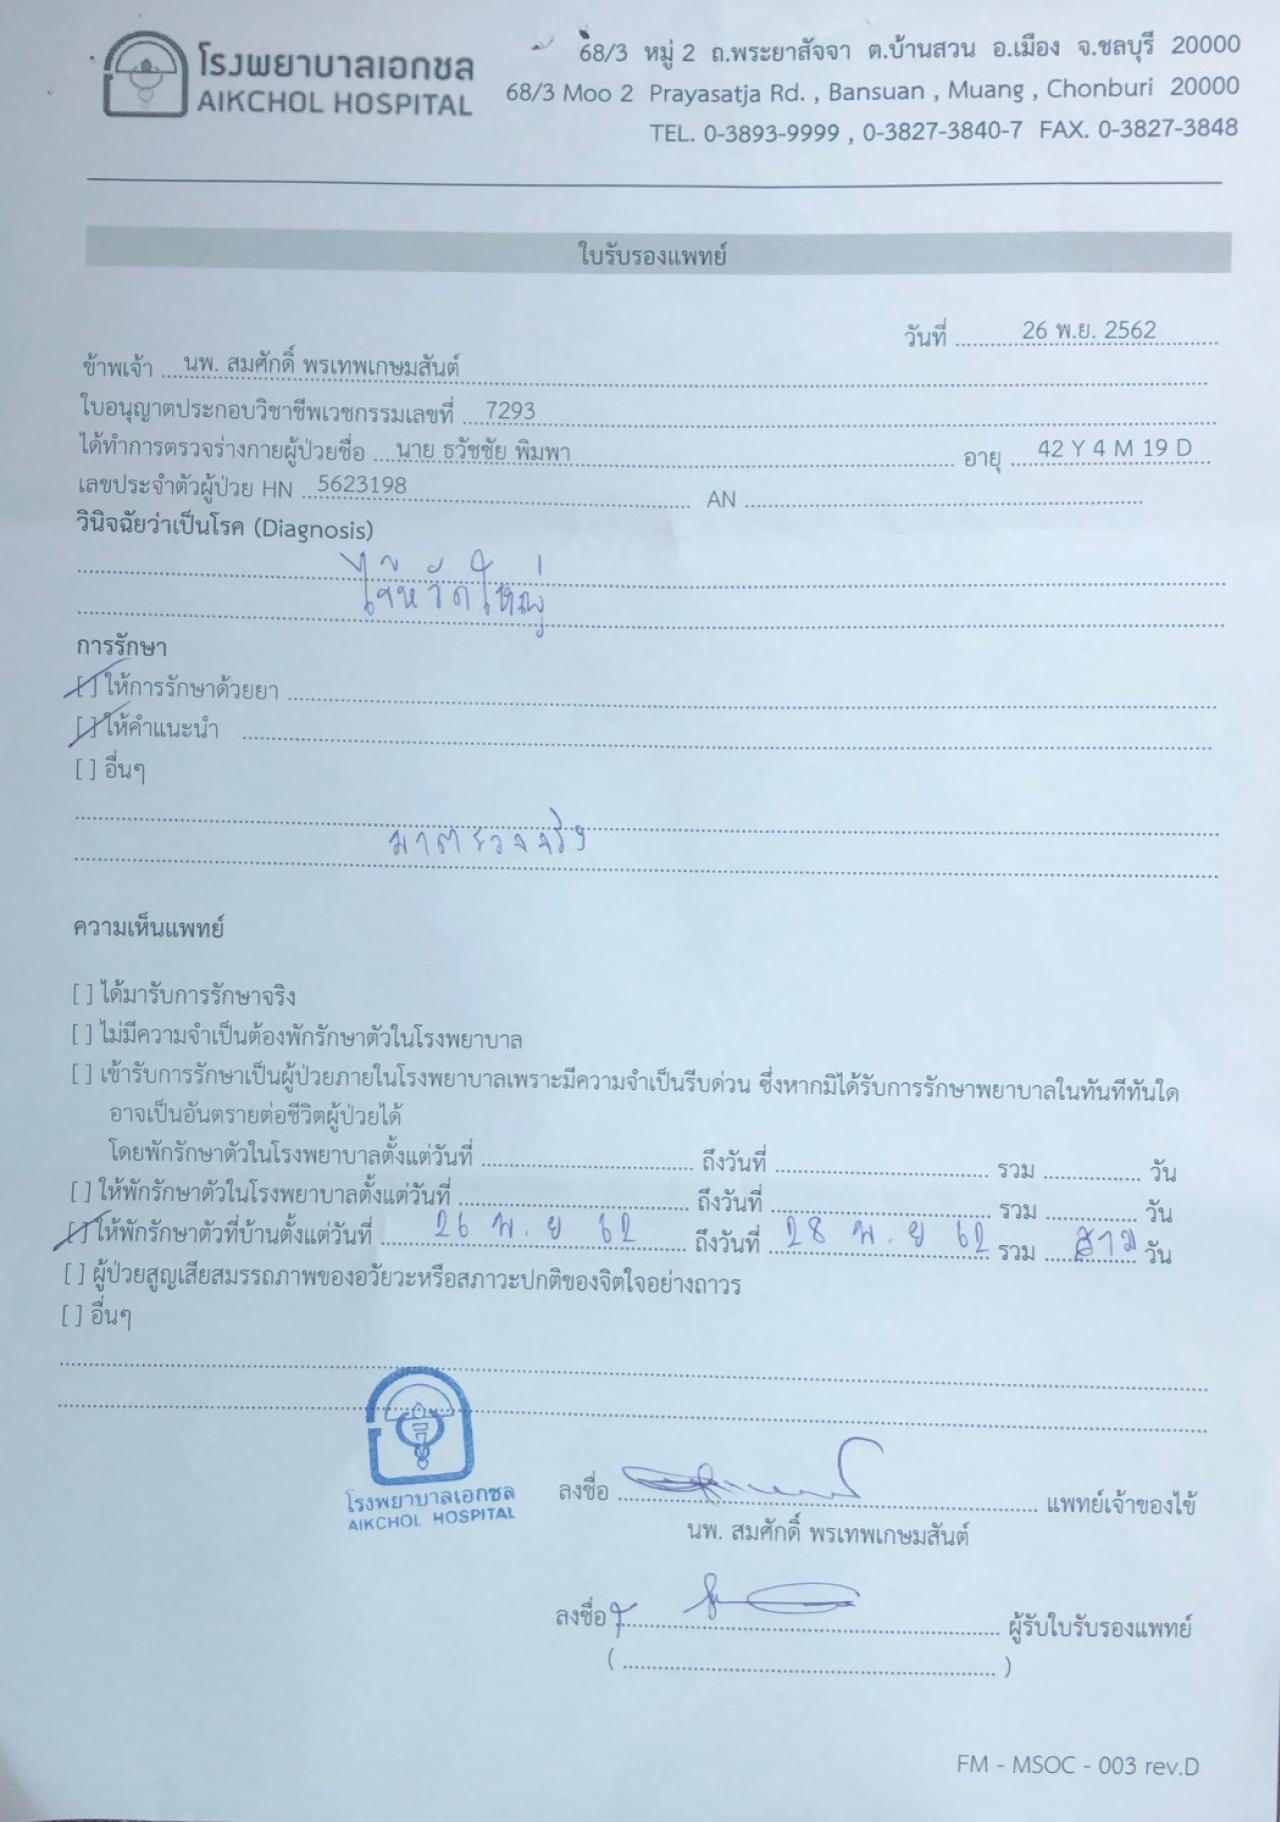 โรงพยาบาลเอกชล
AIKCHOL HOSPITAL
68/3 หมู่ 2 ถ.พระยาสัจจา ต.บ้านสวน อ.เมือง จ.ชลบุรี 20000
68/3 Moo 2 Prayasatja Rd. , Bansuan , Muang , Chonburi 20000
TEL. 0-3893-9999 , 0-3827-3840-7 FAX. 0-3827-3848
ใบรับรองแพทย์
วันที่ 26 พ.ย. 2562
ข้าพเจ้า นพ. สมศักดิ์ พรเทพเกษมสันต์
ใบอนุญาตประกอบวิชาชีพเวชกรรมเลขที่ 7293
ได้ทำการตรวจร่างกายผู้ป่วยชื่อ นาย ธวัชชัย พิมพา อายุ 42 Y 4 M 19 D
เลขประจำตัวผู้ป่วย HN 5623198 AN
วินิจฉัยว่าเป็นโรค (Diagnosis)
ไข้หวัดใหญ่
การรักษา
[/] ให้การรักษาด้วยยา
[/] ให้คำแนะนำ
[ ] อื่นๆ
มาตรวจจริง
ความเห็นแพทย์
[ ] ได้มารับการรักษาจริง
[ ] ไม่มีความจำเป็นต้องพักรักษาตัวในโรงพยาบาล
[ ] เข้ารับการรักษาเป็นผู้ป่วยภายในโรงพยาบาลเพราะมีความจำเป็นรีบด่วน ซึ่งหากมิได้รับการรักษาพยาบาลในทันทีทันใด
อาจเป็นอันตรายต่อชีวิตผู้ป่วยได้
โดยพักรักษาตัวในโรงพยาบาลตั้งแต่วันที่ ถึงวันที่ รวม วัน
[ ] ให้พักรักษาตัวในโรงพยาบาลตั้งแต่วันที่ ถึงวันที่ รวม วัน
[/] ให้พักรักษาตัวที่บ้านตั้งแต่วันที่ 26 พ.ย 62 ถึงวันที่ 28 พ.ย 62 รวม สาม วัน
[ ] ผู้ป่วยสูญเสียสมรรถภาพของอวัยวะหรือสภาวะปกติของจิตใจอย่างถาวร
[ ] อื่นๆ
โรงพยาบาลเอกชล
AIKCHOL HOSPITAL
ลงชื่อ แพทย์เจ้าของไข้
นพ. สมศักดิ์ พรเทพเกษมสันต์
ลงชื่อ ผู้รับใบรับรองแพทย์
( )
FM - MSOC - 003 rev.D